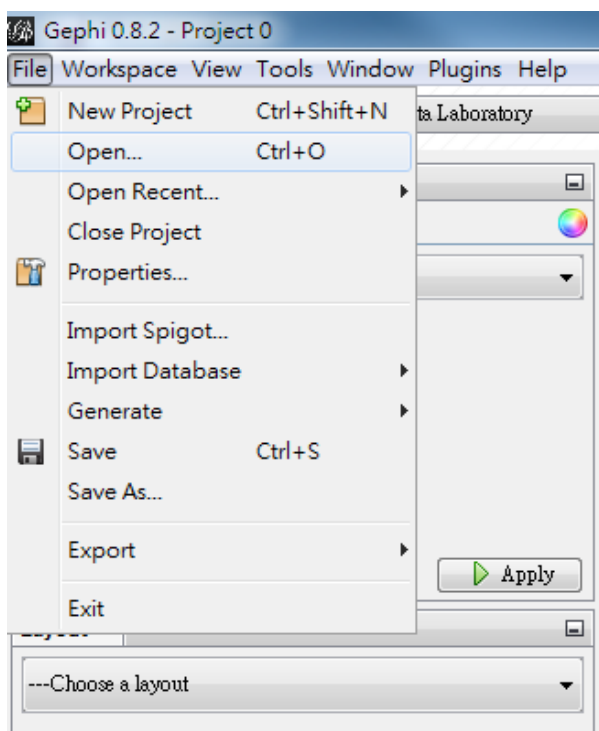 Gephi 0.8.2 - Project 0
File Workspace View Tools Window Plugins Help
New Project Ctrl+Shift+N
ta Laboratory
Open... Ctrl+O
Open Recent...
Close Project
Properties...
Import Spigot...
Import Database
Generate
Save Ctrl+S
Save As...
Export
Apply
Exit
---Choose a layout